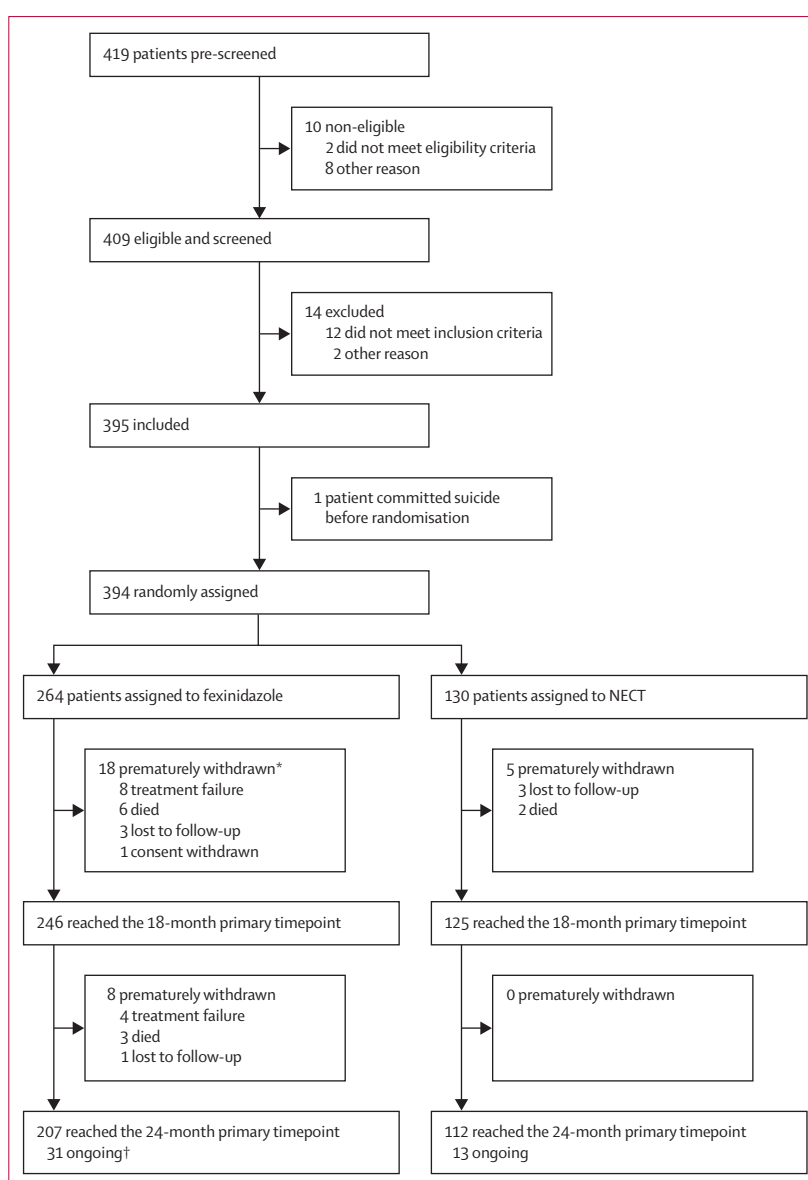 419 patients pre-screened
10 non-eligible
2 did not meet eligibility criteria
8 other reason
409 eligible and screened
14 excluded
12 did not meet inclusion criteria
2 other reason
395 included
1 patient committed suicide
before randomisation
394 randomly assigned
264 patients assigned to fexinidazole
130 patients assigned to NECT
18 prematurely withdrawn*
8 treatment failure
6 died
3 lost to follow-up
1 consent withdrawn
5 prematurely withdrawn
3 lost to follow-up
2 died
246 reached the 18-month primary timepoint
125 reached the 18-month primary timepoint
8 prematurely withdrawn
4 treatment failure
3 died
1 lost to follow-up
0 prematurely withdrawn
207 reached the 24-month primary timepoint
31 ongoing†
112 reached the 24-month primary timepoint
13 ongoing